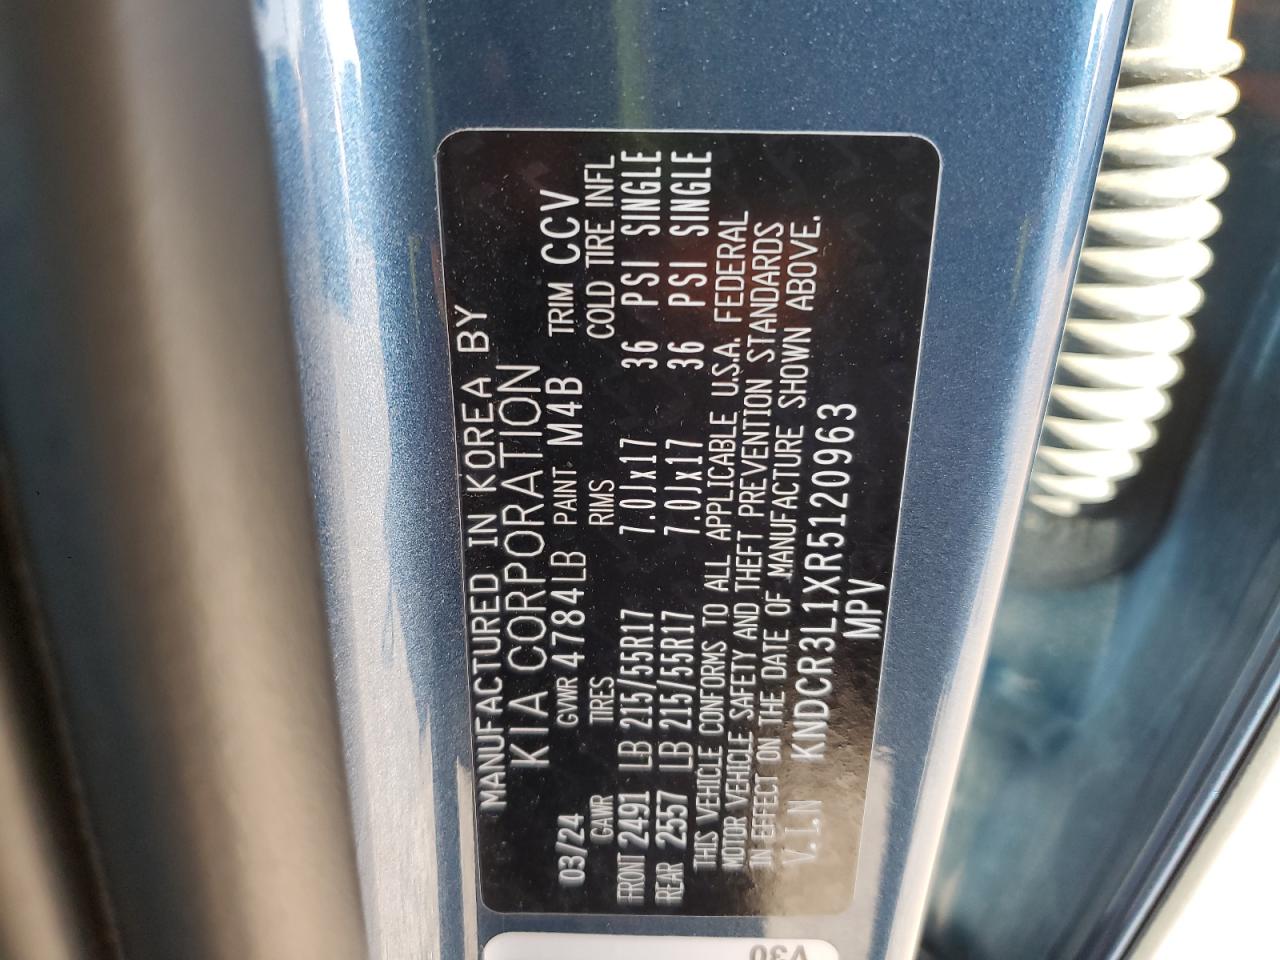 MANUFACTURED IN KOREA BY
KIA CORPORATION
03/24 GVWR 4784LB PAINT M4B TRIM CCV
GAWR TIRES RIMS COLD TIRE INFL
FRONT 2491 LB 215/55R17 7.0Jx17 36 PSI SINGLE
REAR 2557 LB 215/55R17 7.0Jx17 36 PSI SINGLE
THIS VEHICLE CONFORMS TO ALL APPLICABLE U.S.A. FEDERAL
MOTOR VEHICLE SAFETY AND THEFT PREVENTION STANDARDS
IN EFFECT ON THE DATE OF MANUFACTURE SHOWN ABOVE.
V.I.N KNDCR3L1XR5120963
MPV
V30